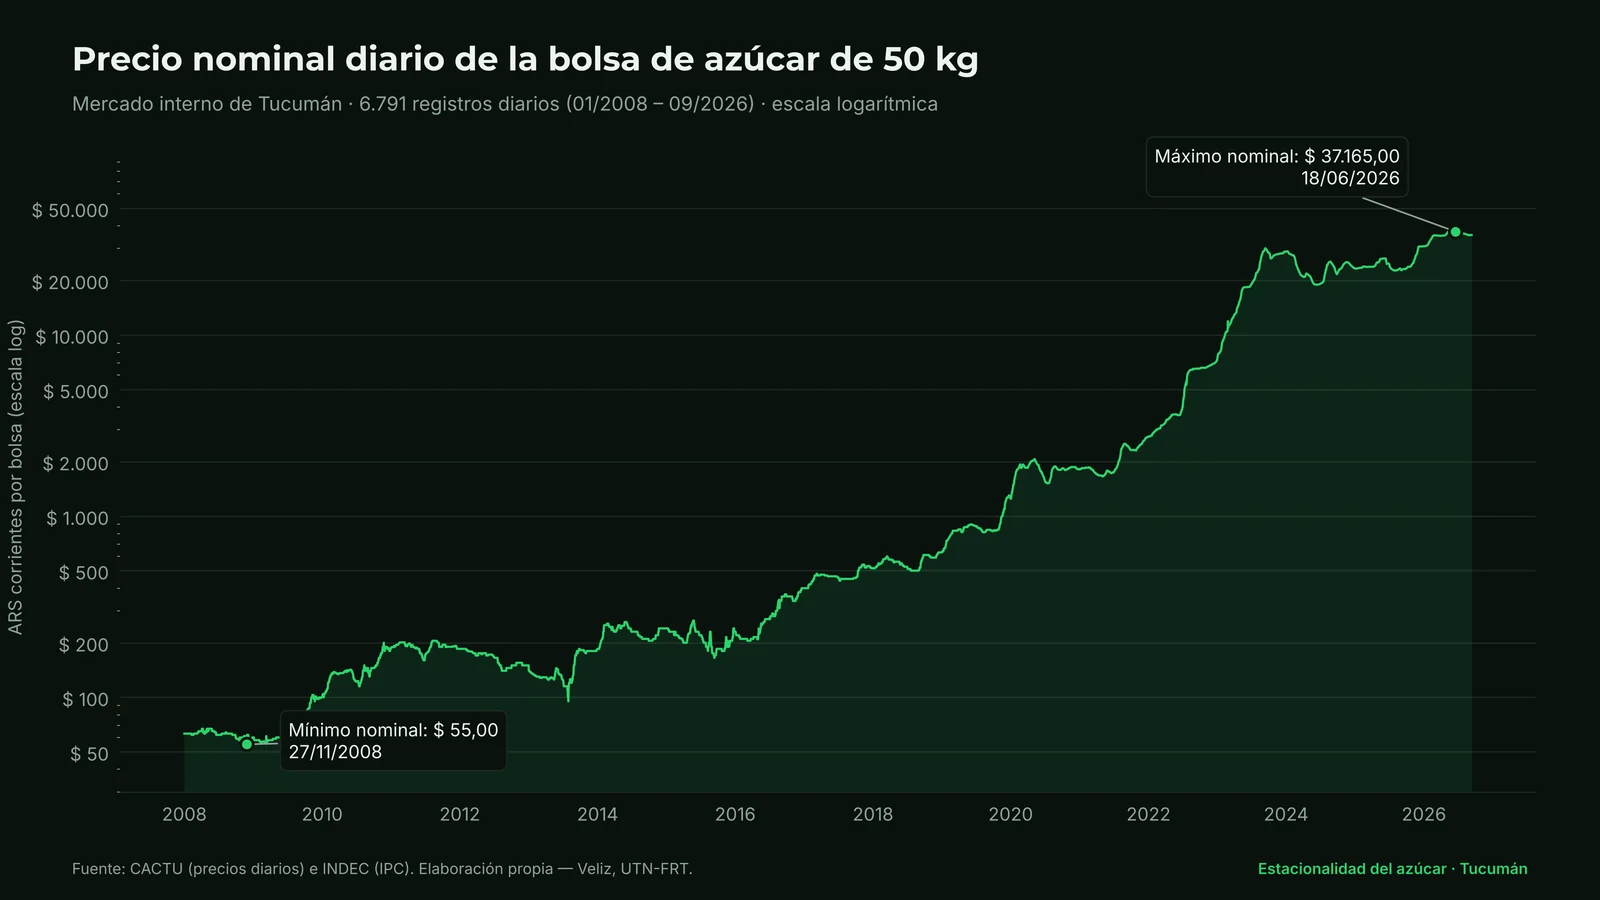 Precio nominal diario de la bolsa de azúcar de 50 kg
Mercado interno de Tucumán · 6.791 registros diarios (01/2008 – 09/2026) · escala logarítmica
Máximo nominal: $ 37.165,00
18/06/2026
ARS corrientes por bolsa (escala log)
$ 50.000
$ 20.000
$ 10.000
$ 5.000
$ 2.000
$ 1.000
$ 500
$ 200
$ 100
$ 50
Mínimo nominal: $ 55,00
27/11/2008
2008 2010 2012 2014 2016 2018 2020 2022 2024 2026
Fuente: CACTU (precios diarios) e INDEC (IPC). Elaboración propia — Veliz, UTN-FRT.
Estacionalidad del azúcar · Tucumán